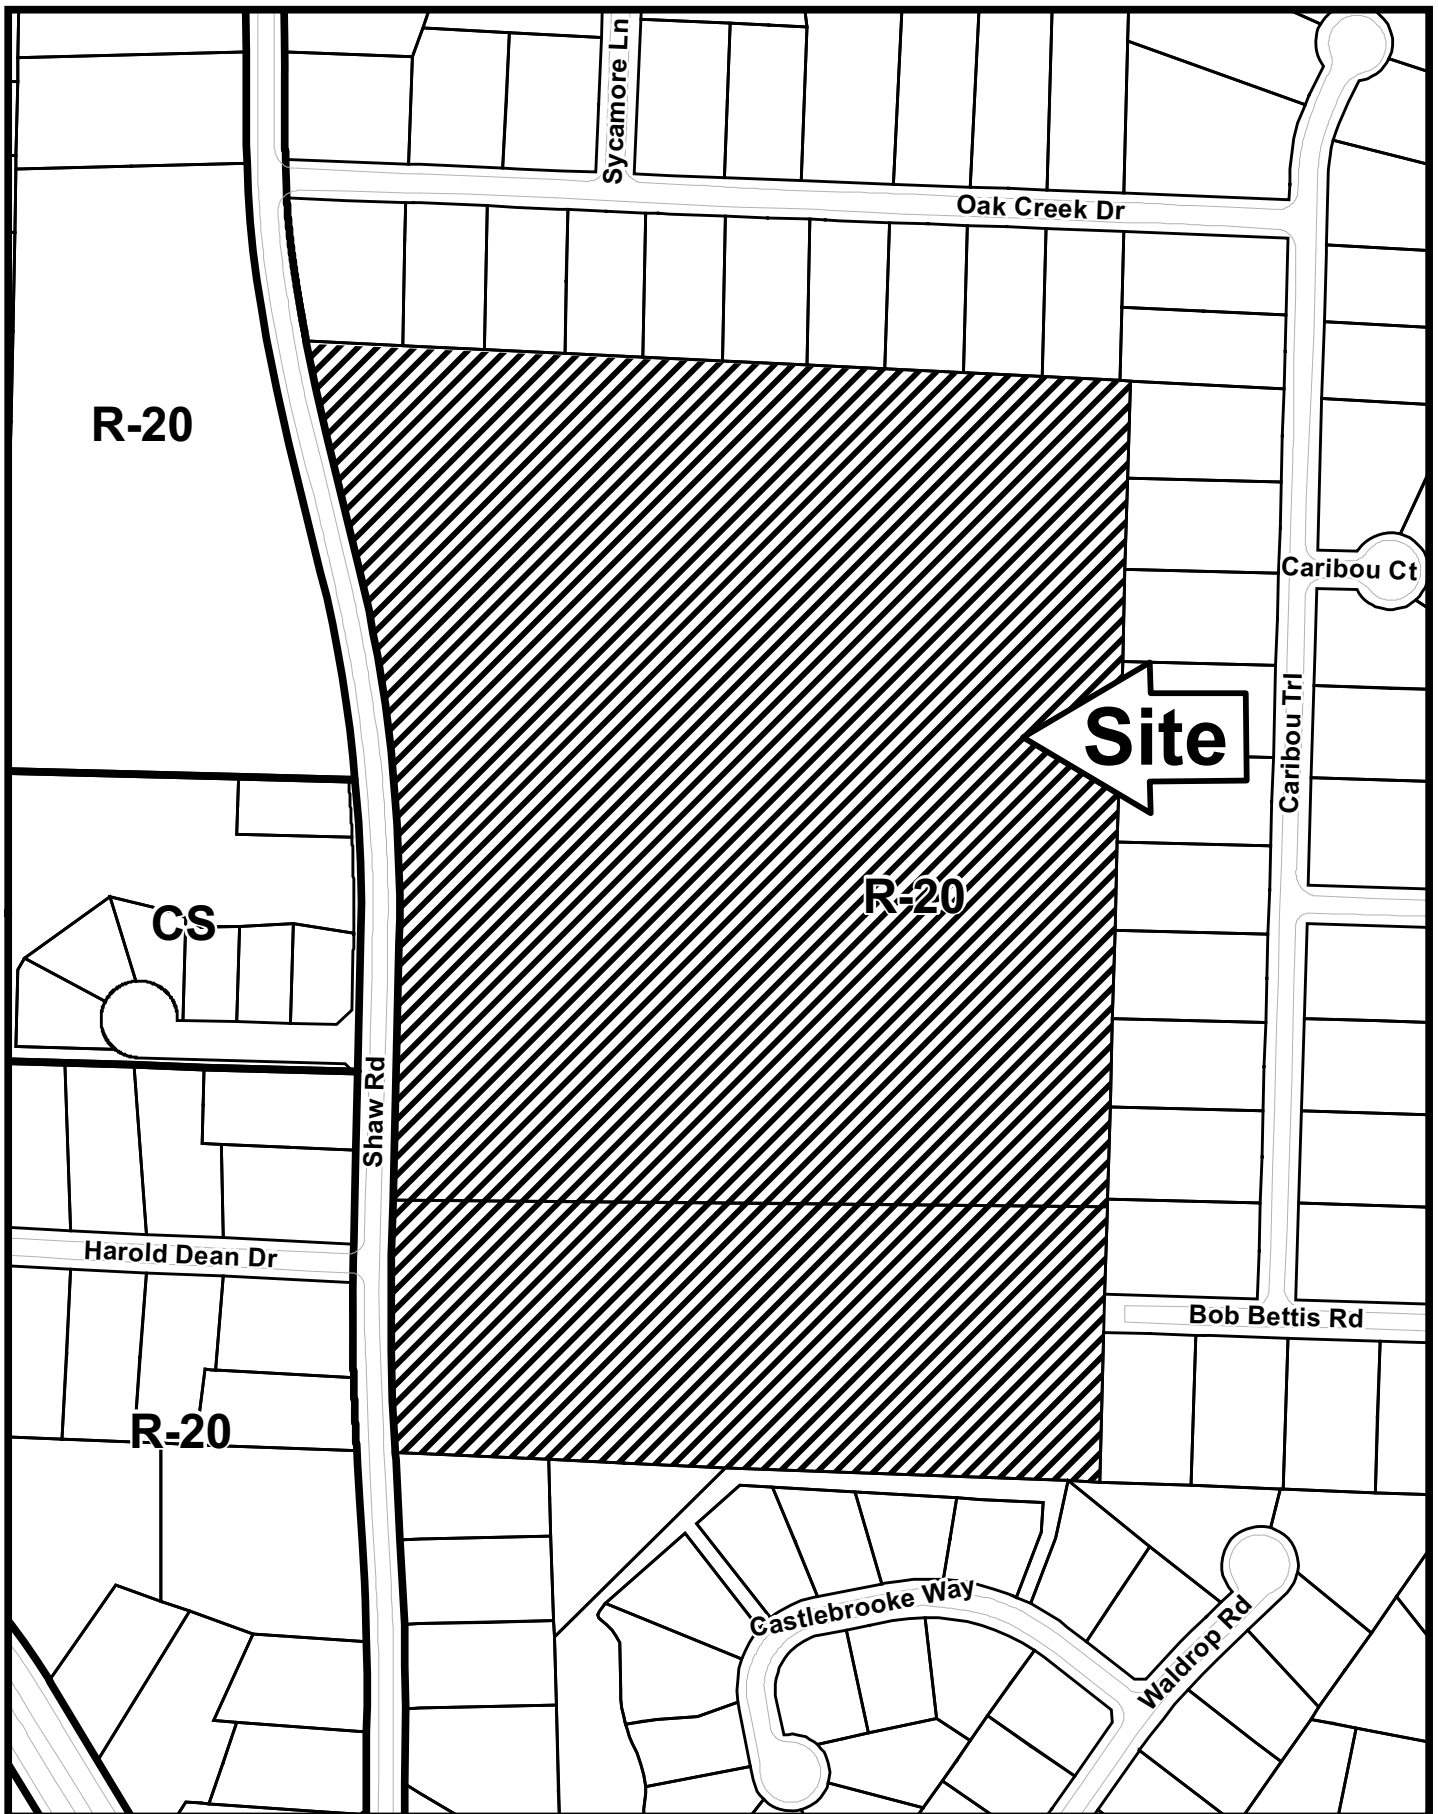 Sycamore Ln
Oak Creek Dr
R-20
Caribou Ct
Site
Caribou Trl
R-20
CS
Shaw Rd
Harold Dean Dr
Bob Bettis Rd
R-20
Castlebrooke Way
Waldrop Rd